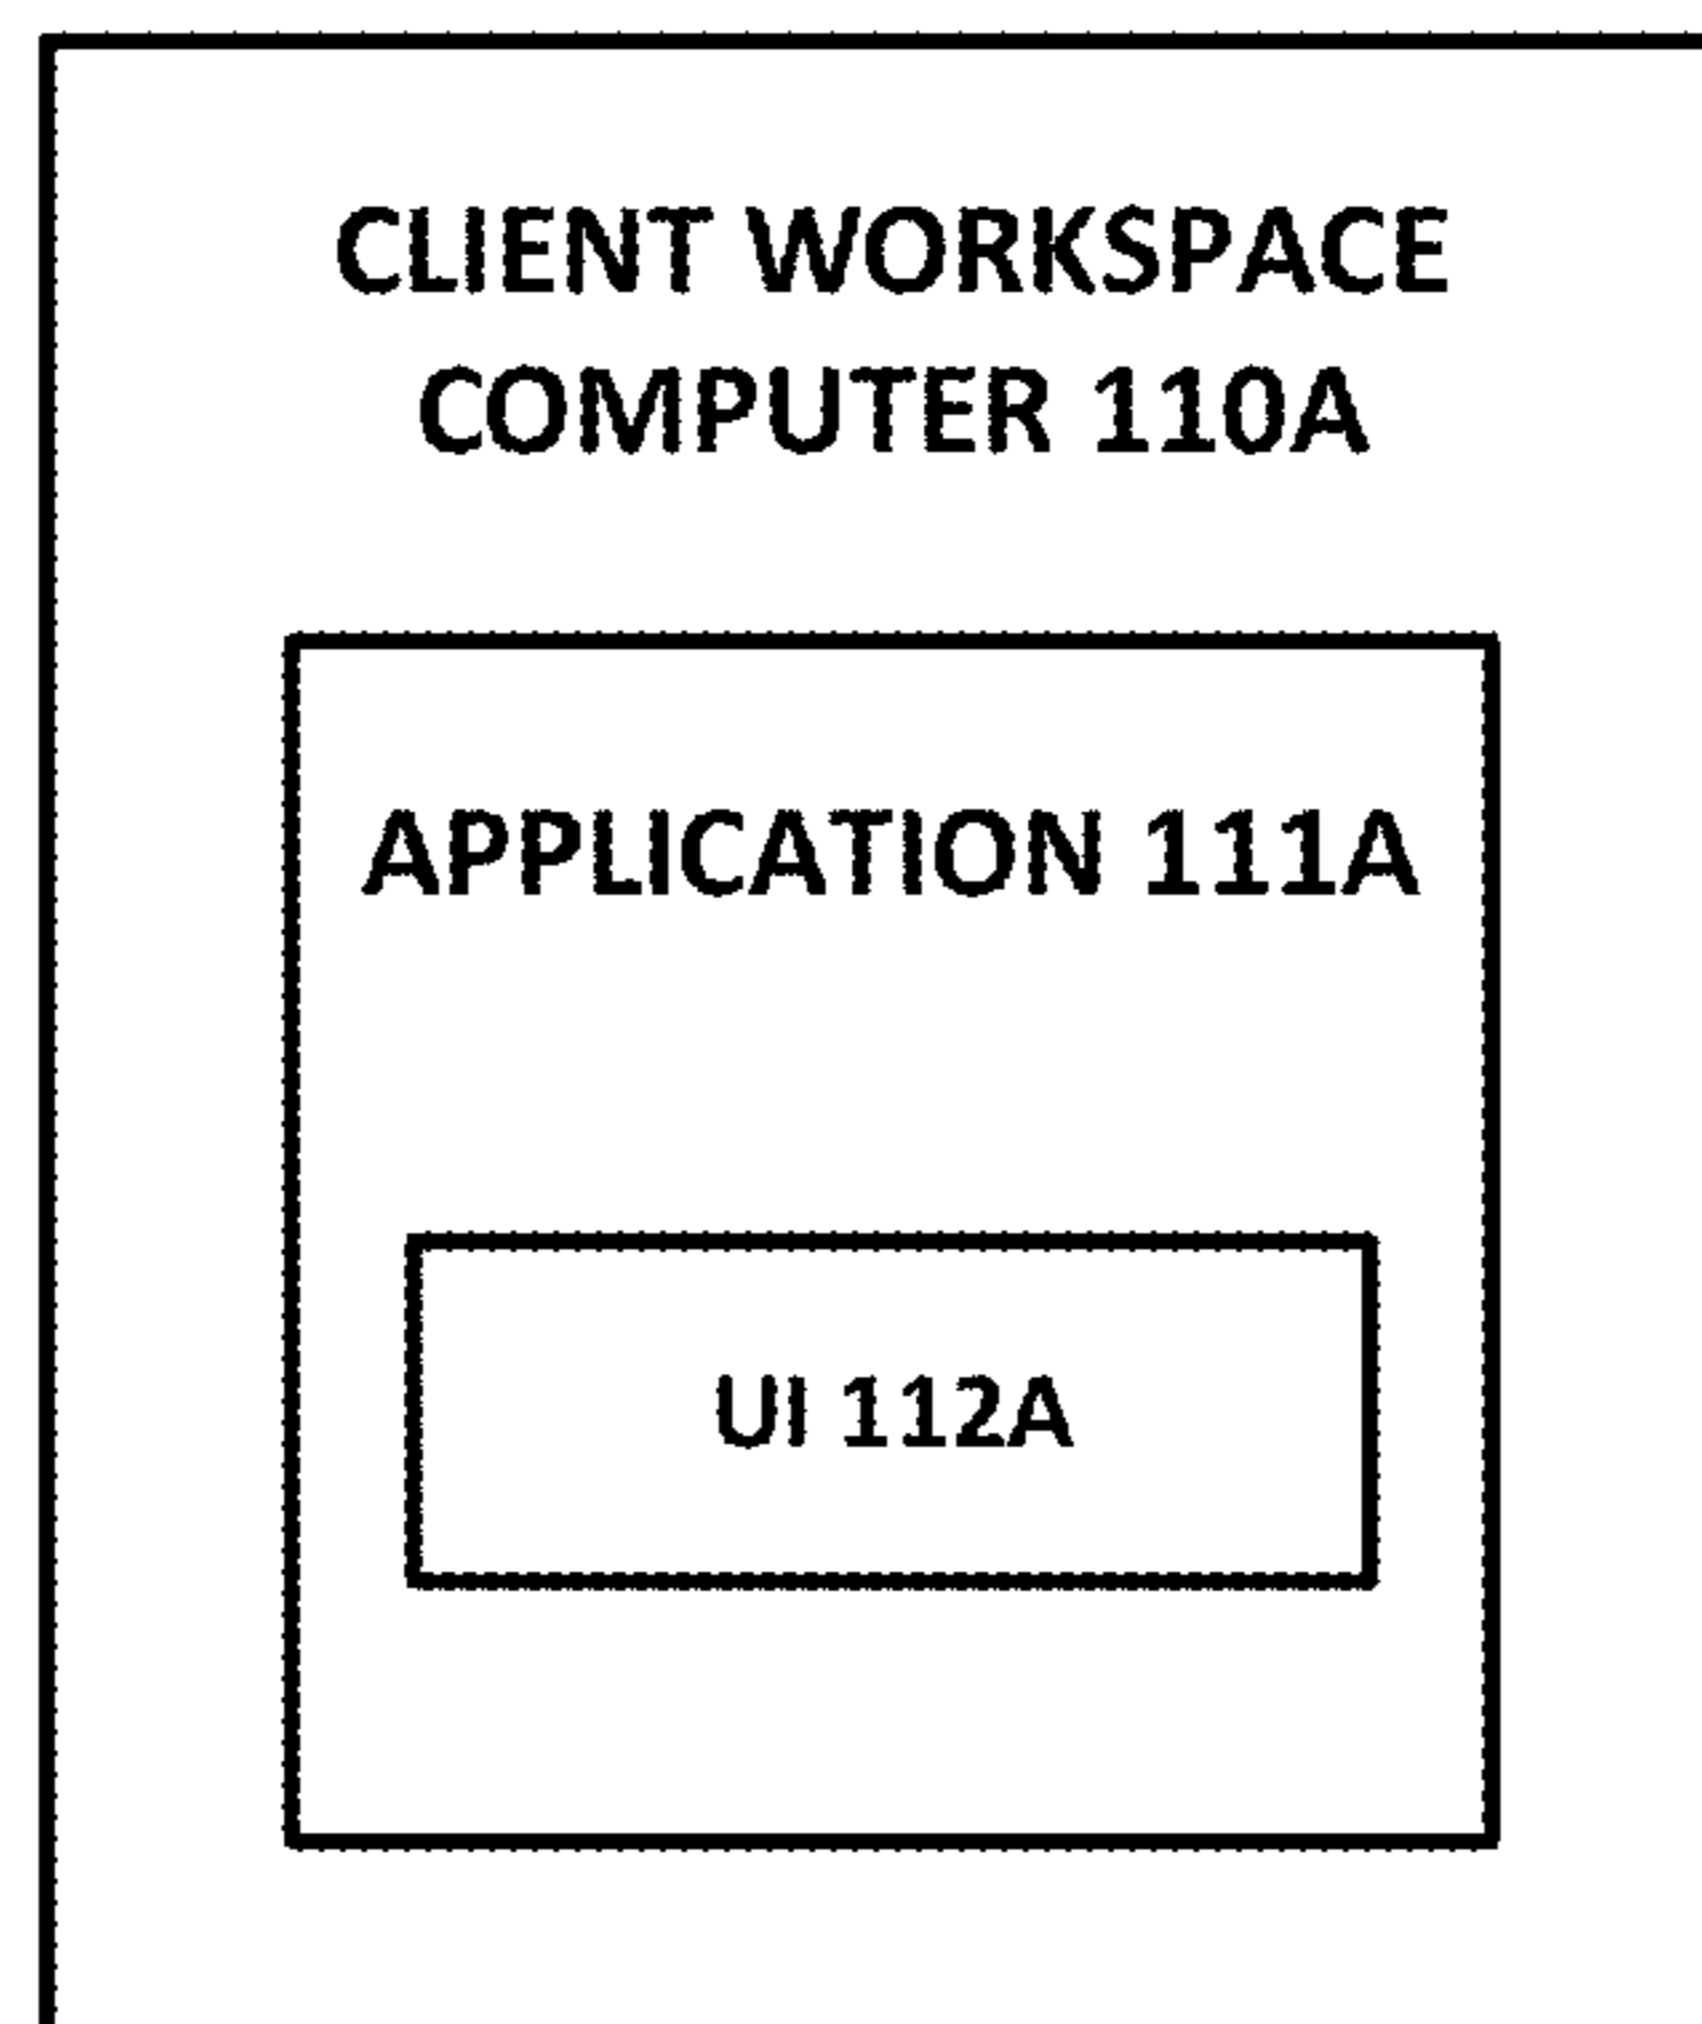 CLIENT WORKSPACE
COMPUTER 110A
APPLICATION 111A
UI 112A